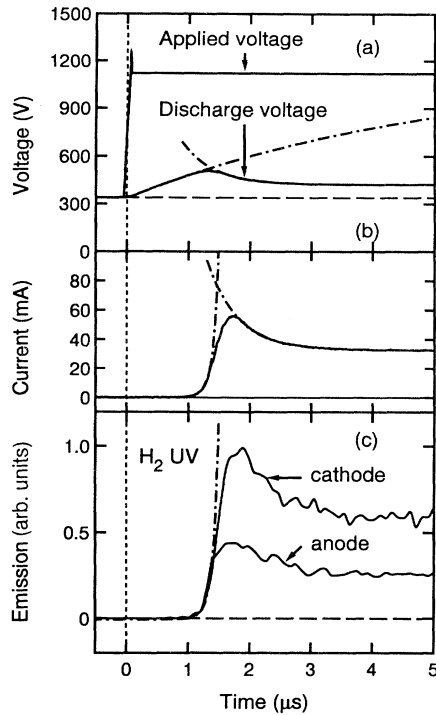 1500
Applied voltage
(a)
1200
Voltage (V)
900
Discharge voltage
600
300
0
(b)
80
Current (mA)
60
40
20
0
(c)
Emission (arb. units)
1.0
H2 UV
cathode
0.5
anode
0
0 1 2 3 4 5
Time (μs)